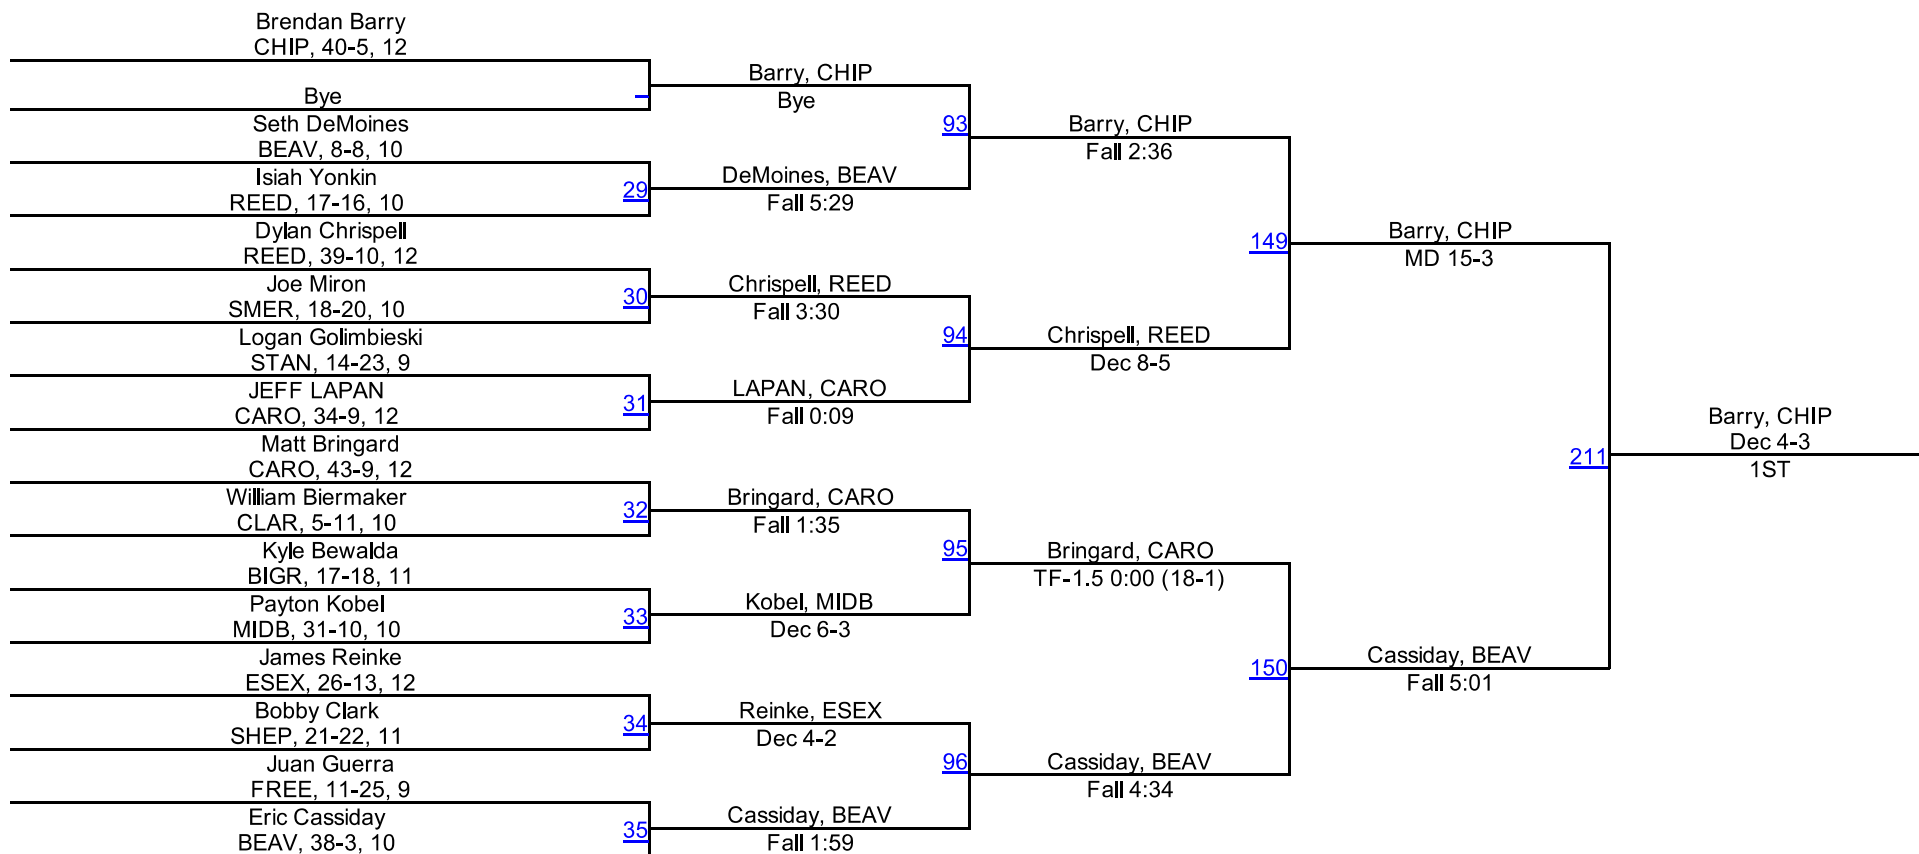 Brendan Barry
CHIP, 40-5, 12
Bye
Seth DeMoines
BEAV, 8-8, 10
Isiah Yonkin
REED, 17-16, 10
29
Dylan Chrispell
REED, 39-10, 12
Joe Miron
SMER, 18-20, 10
30
Logan Golimbieski
STAN, 14-23, 9
JEFF LAPAN
CARO, 34-9, 12
31
Matt Bringard
CARO, 43-9, 12
William Biermaker
CLAR, 5-11, 10
32
Kyle Bewalda
BIGR, 17-18, 11
Payton Kobel
MIDB, 31-10, 10
33
James Reinke
ESEX, 26-13, 12
Bobby Clark
SHEP, 21-22, 11
34
Juan Guerra
FREE, 11-25, 9
Eric Cassiday
BEAV, 38-3, 10
35
Barry, CHIP
Bye
93
DeMoines, BEAV
Fall 5:29
Chrispell, REED
Fall 3:30
94
LAPAN, CARO
Fall 0:09
Bringard, CARO
Fall 1:35
95
Kobel, MIDB
Dec 6-3
Reinke, ESEX
Dec 4-2
96
Cassiday, BEAV
Fall 1:59
Barry, CHIP
Fall 2:36
149
Chrispell, REED
Dec 8-5
Bringard, CARO
TF-1.5 0:00 (18-1)
150
Cassiday, BEAV
Fall 4:34
Barry, CHIP
MD 15-3
211
Cassiday, BEAV
Fall 5:01
Barry, CHIP
Dec 4-3
1ST